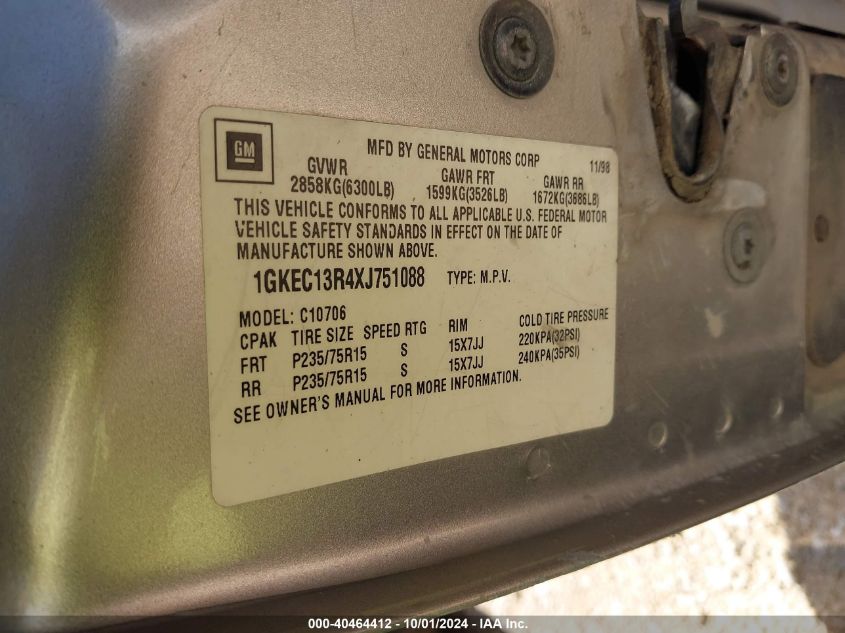 GM
MFD BY GENERAL MOTORS CORP 11/98
GVWR GAWR FRT GAWR RR
2858KG(6300LB) 1599KG(3526LB) 1672KG(3686LB)
THIS VEHICLE CONFORMS TO ALL APPLICABLE U.S. FEDERAL MOTOR
VEHICLE SAFETY STANDARDS IN EFFECT ON THE DATE OF
MANUFACTURE SHOWN ABOVE.
1GKEC13R4XJ751088 TYPE: M.P.V.
MODEL: C10706
CPAK TIRE SIZE SPEED RTG RIM COLD TIRE PRESSURE
FRT P235/75R15 S 15X7JJ 220KPA(32PSI)
RR P235/75R15 S 15X7JJ 240KPA(35PSI)
SEE OWNER'S MANUAL FOR MORE INFORMATION.
000-40464412 - 10/01/2024 - IAA Inc.